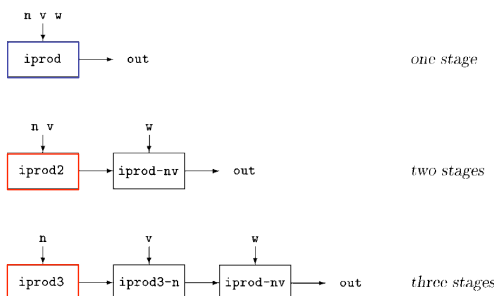 n v w
iprod out one stage
n v w
iprod2 iprod-nv out two stages
n v w
iprod3 iprod3-n iprod-nv out three stages